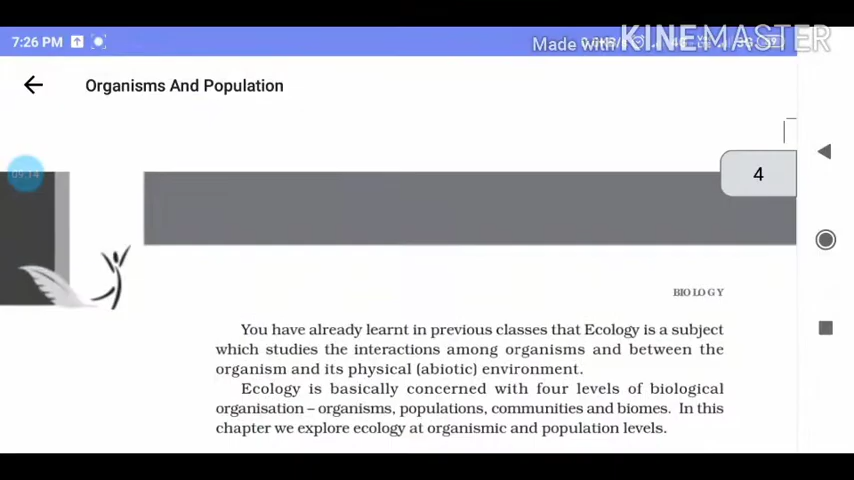 7:26 PM
Made with KINEMASTER
Organisms And Population
09:14
4
BIOLOGY
You have already learnt in previous classes that Ecology is a subject
which studies the interactions among organisms and between the
organism and its physical (abiotic) environment.
Ecology is basically concerned with four levels of biological
organisation – organisms, populations, communities and biomes. In this
chapter we explore ecology at organismic and population levels.